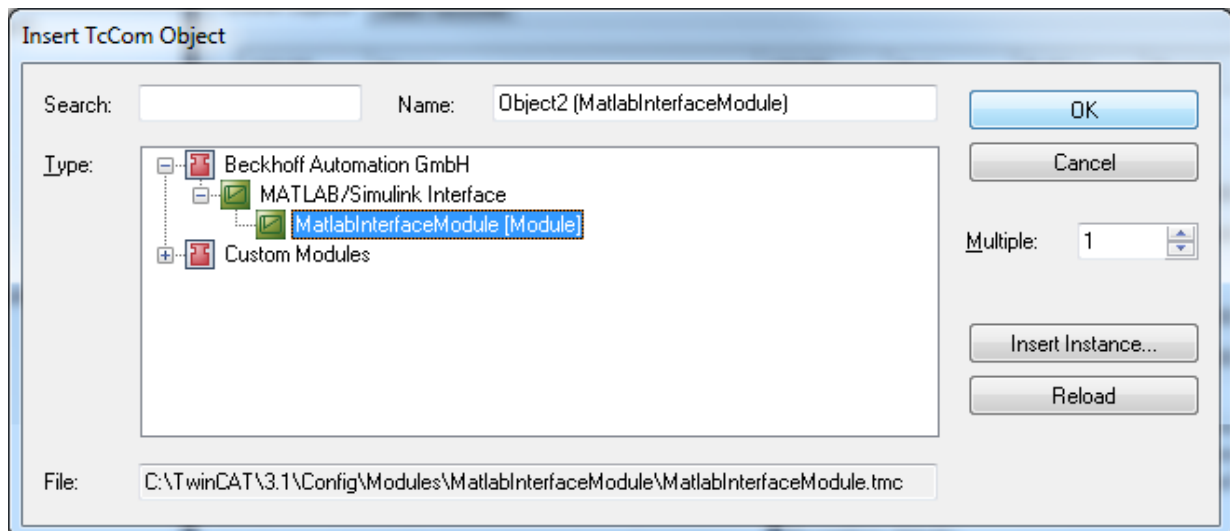 Insert TcCom Object
Search:
Name: Object2 (MatlabInterfaceModule)
OK
Type:
Beckhoff Automation GmbH
MATLAB/Simulink Interface
MatlabInterfaceModule [Module]
Custom Modules
Cancel
Multiple: 1
Insert Instance...
Reload
File: C:\TwinCAT\3.1\Config\Modules\MatlabInterfaceModule\MatlabInterfaceModule.tmc